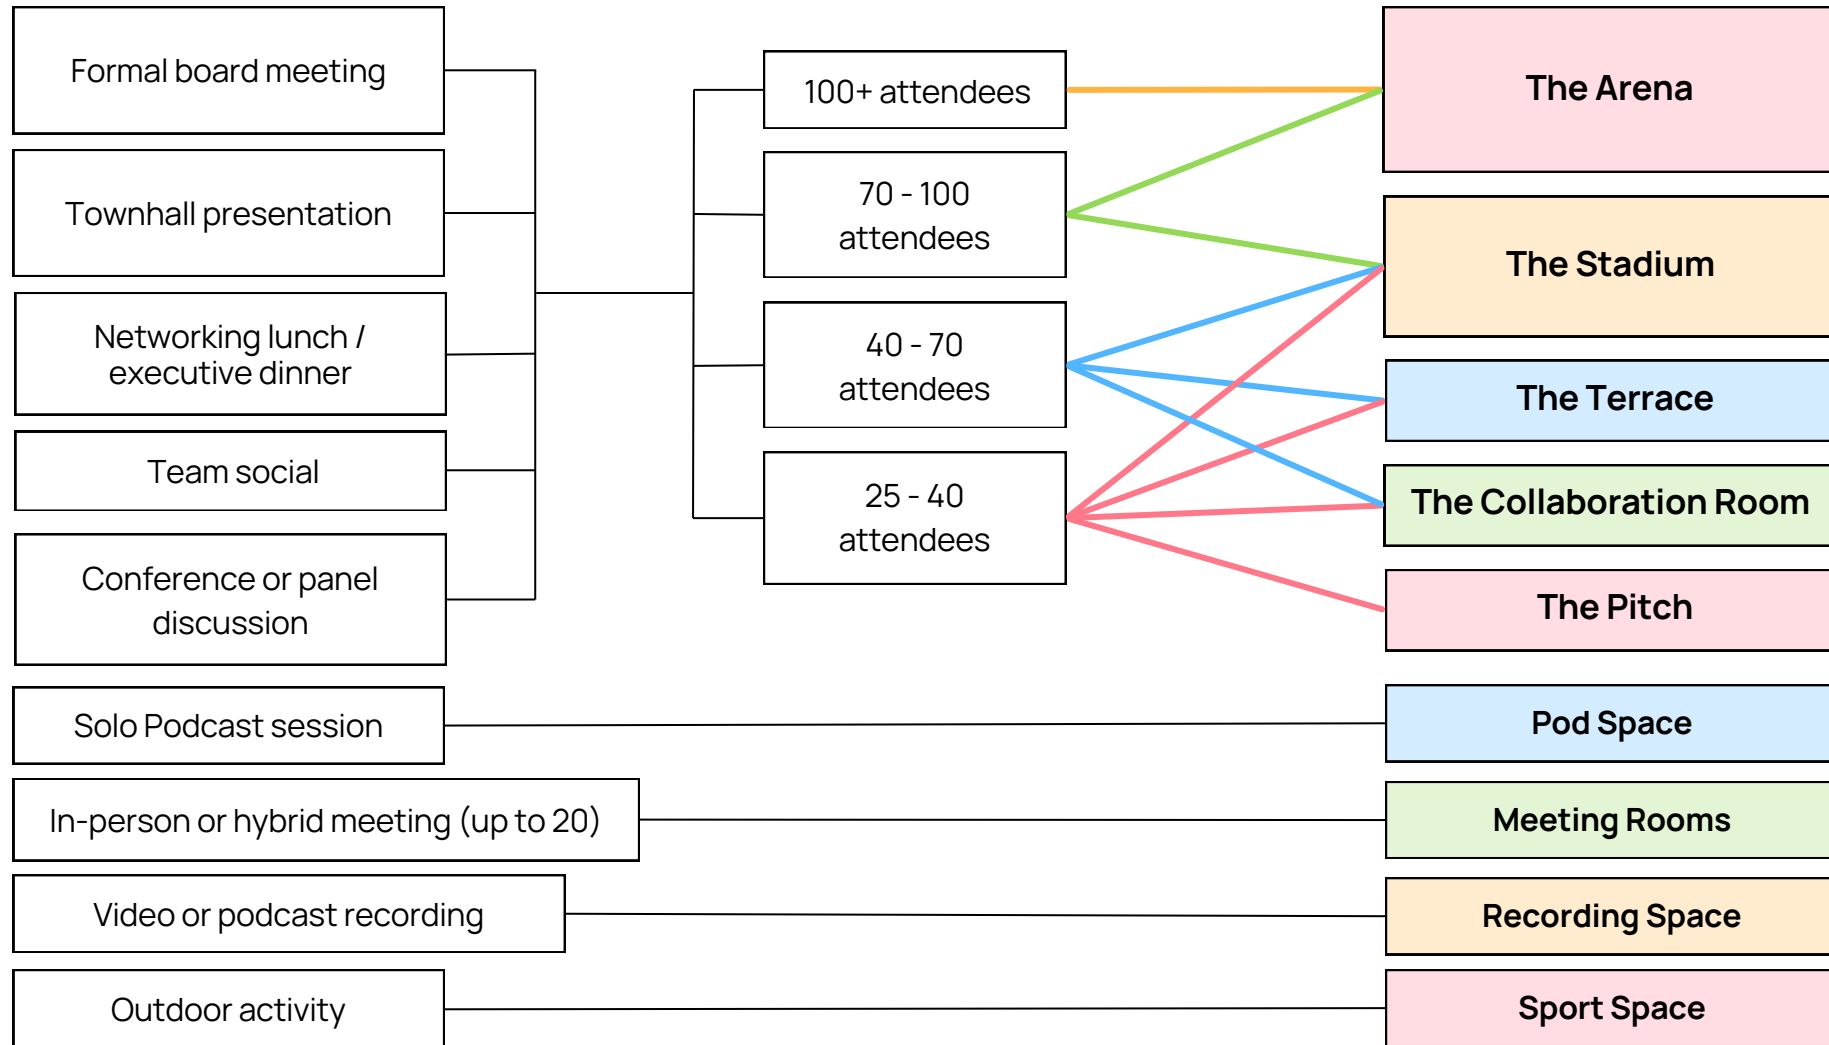 Formal board meeting
Townhall presentation
Networking lunch /
executive dinner
Team social
Conference or panel
discussion
100+ attendees
70 - 100
attendees
40 - 70
attendees
25 - 40
attendees
The Arena
The Stadium
The Terrace
The Collaboration Room
The Pitch
Solo Podcast session
Pod Space
In-person or hybrid meeting (up to 20)
Meeting Rooms
Video or podcast recording
Recording Space
Outdoor activity
Sport Space